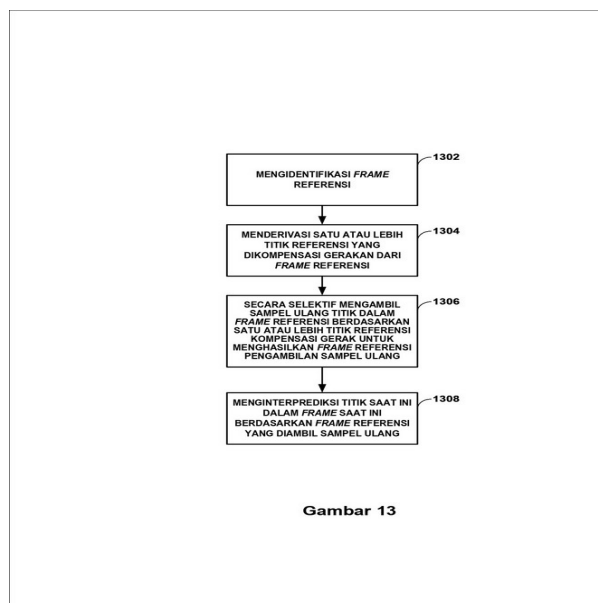 1302
MENGIDENTIFIKASI FRAME
REFERENSI
1304
MENDERIVASI SATU ATAU LEBIH
TITIK REFERENSI YANG
DIKOMPENSASI GERAKAN DARI
FRAME REFERENSI
1306
SECARA SELEKTIF MENGAMBIL
SAMPEL ULANG TITIK DALAM
FRAME REFERENSI BERDASARKAN
SATU ATAU LEBIH TITIK REFERENSI
KOMPENSASI GERAK UNTUK
MENGHASILKAN FRAME REFERENSI
PENGAMBILAN SAMPEL ULANG
1308
MENGINTERPREDIKSI TITIK SAAT INI
DALAM FRAME SAAT INI
BERDASARKAN FRAME REFERENSI
YANG DIAMBIL SAMPEL ULANG
Gambar 13